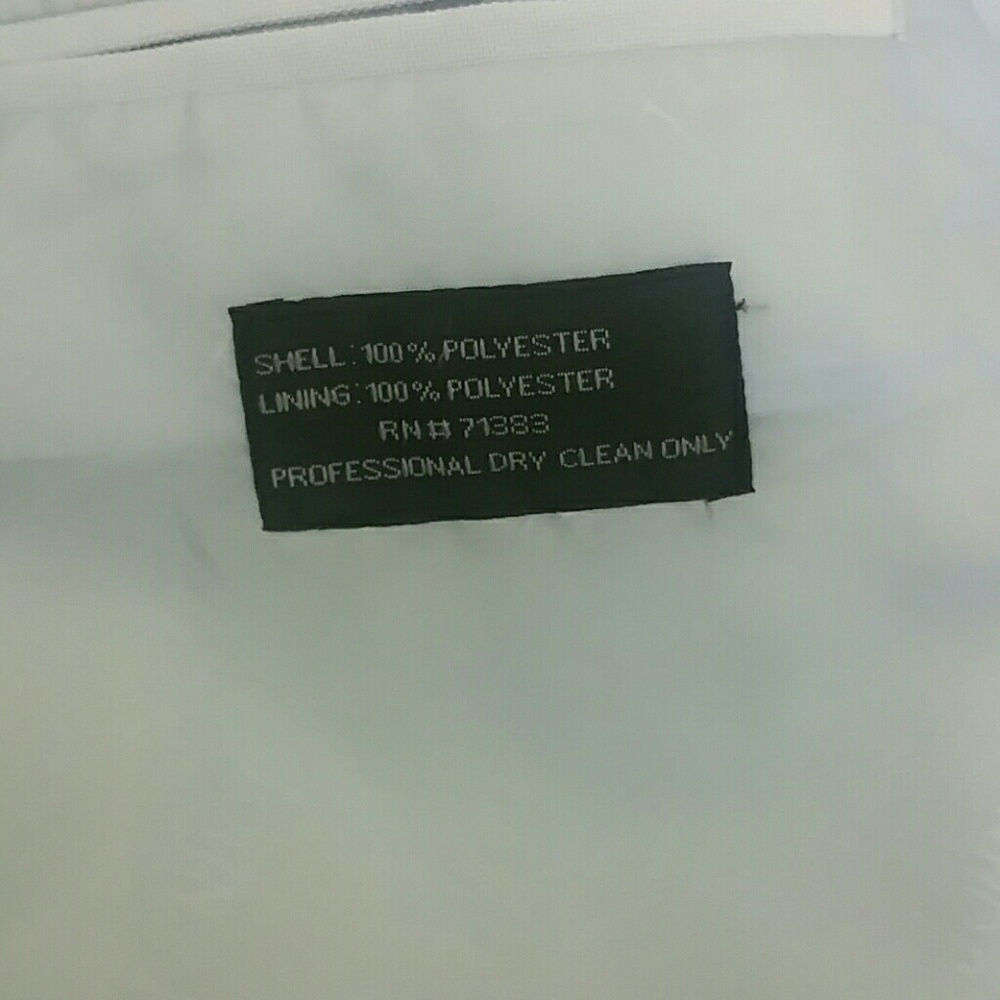 SHELL: 100% POLYESTER
LINING: 100% POLYESTER
RN # 71383
PROFESSIONAL DRY CLEAN ONLY